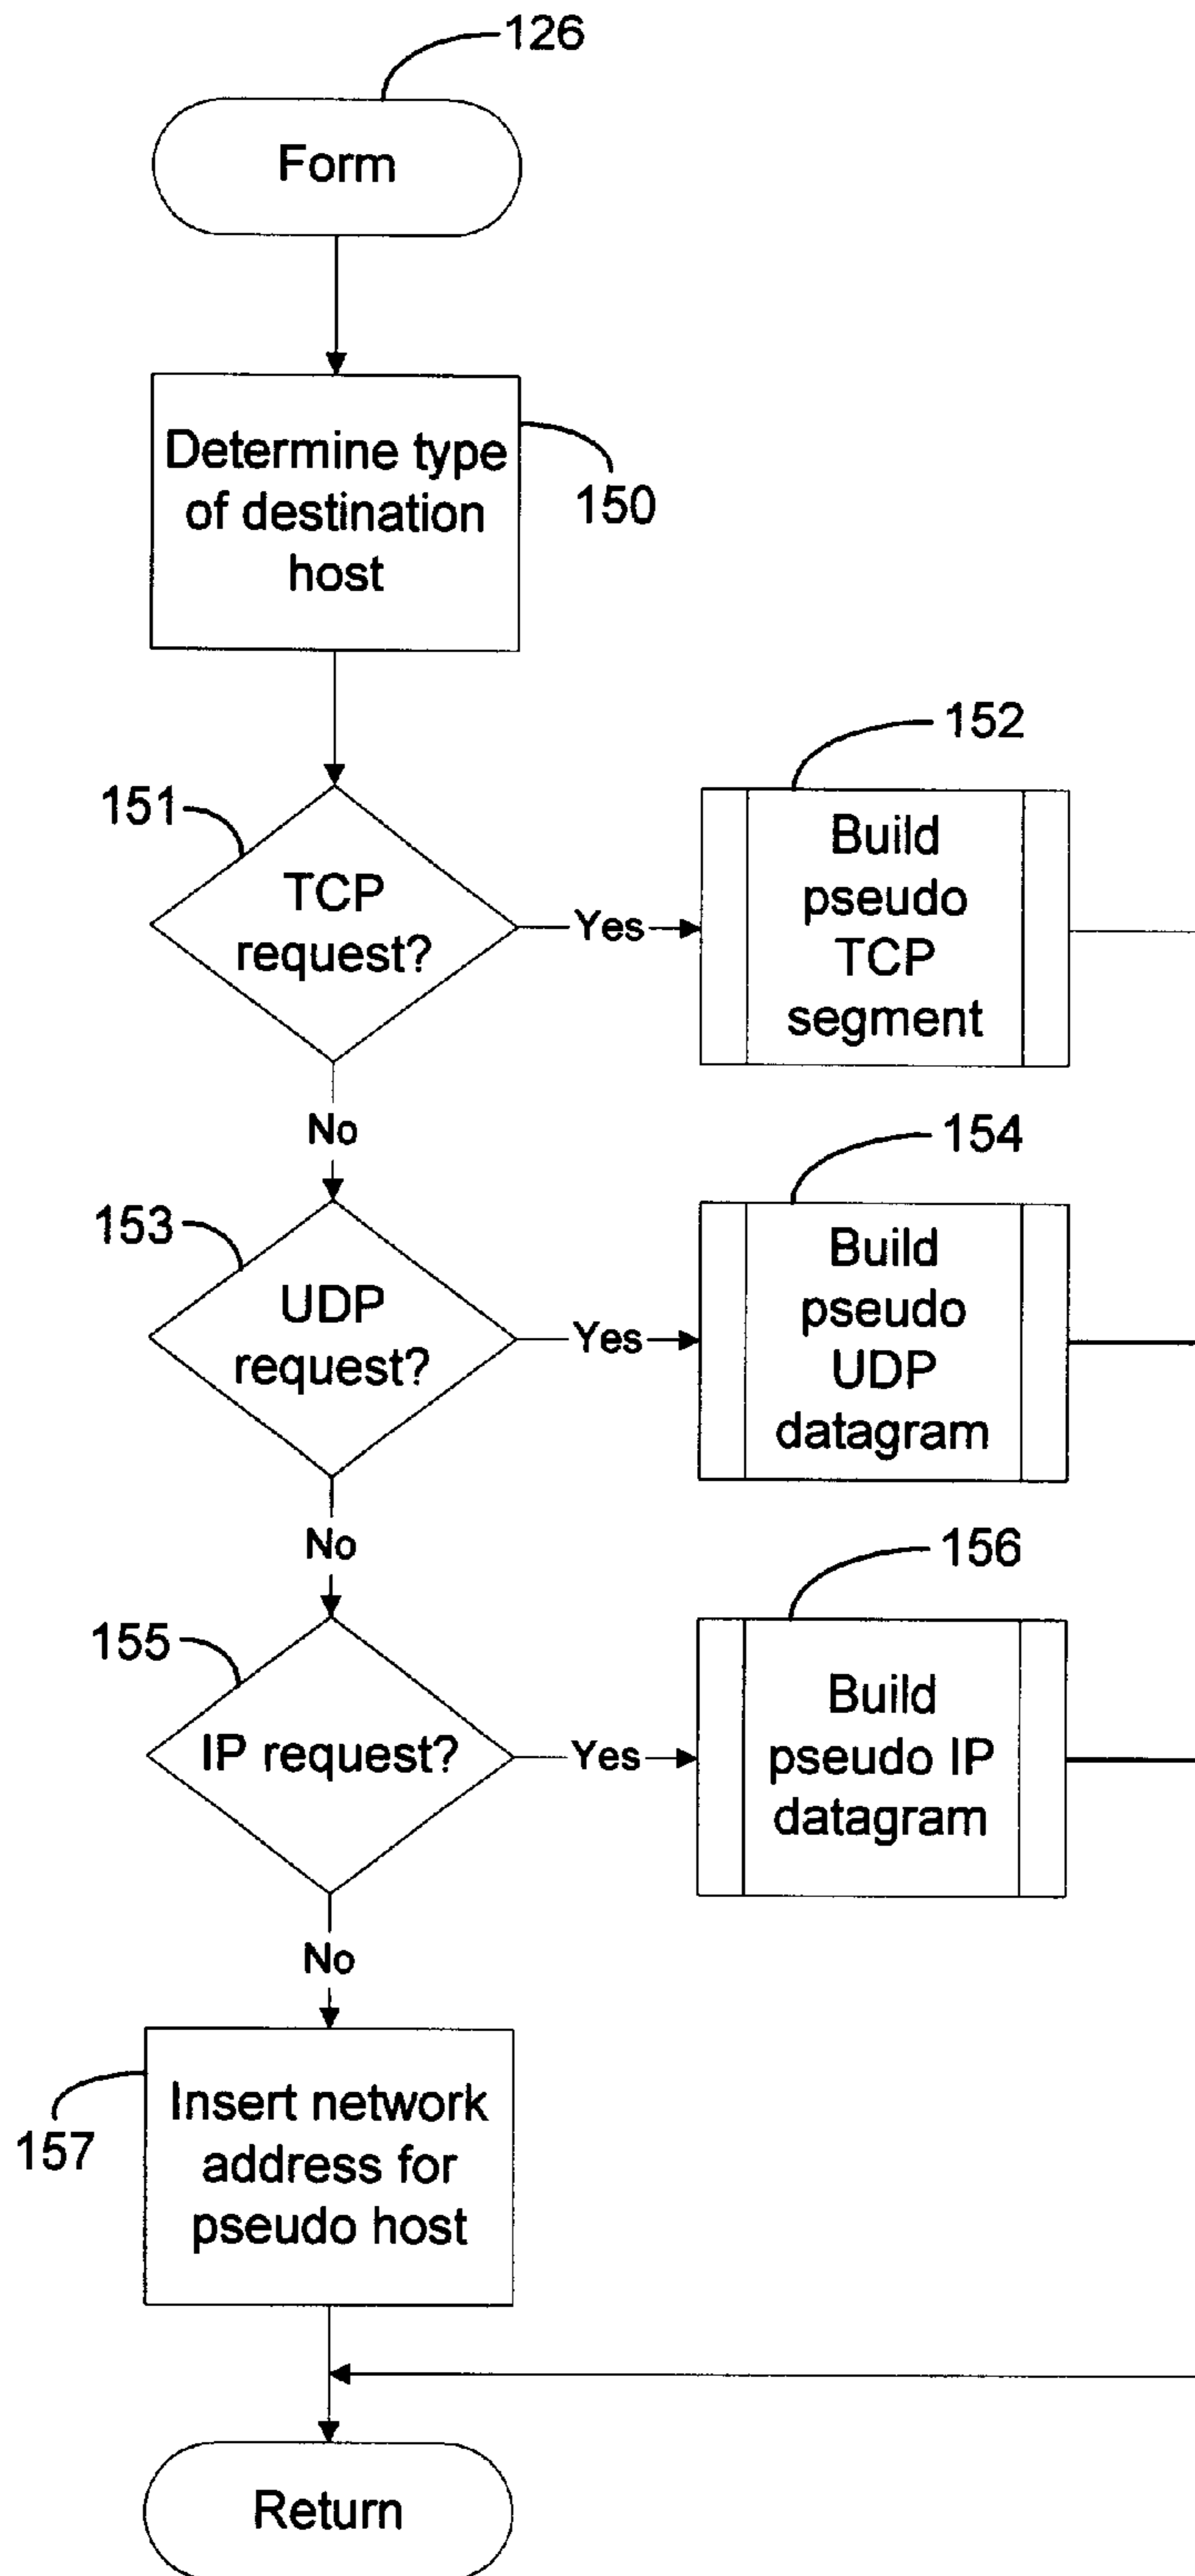 126
Form
Determine type
of destination
host
150
151
TCP
request?
Yes
152
Build
pseudo
TCP
segment
No
153
UDP
request?
Yes
154
Build
pseudo
UDP
datagram
No
155
IP request?
Yes
156
Build
pseudo IP
datagram
No
157
Insert network
address for
pseudo host
Return